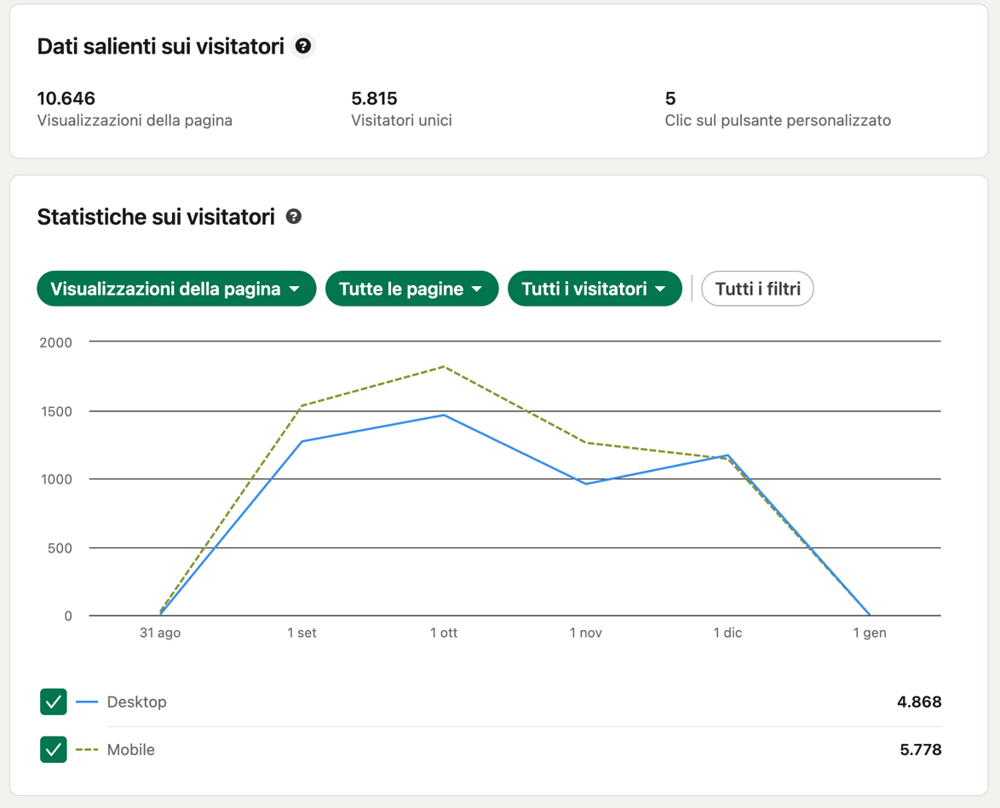 Dati salienti sui visitatori ?
10.646
Visualizzazioni della pagina
5.815
Visitatori unici
5
Clic sul pulsante personalizzato
Statistiche sui visitatori ?
Visualizzazioni della pagina
Tutte le pagine
Tutti i visitatori
Tutti i filtri
2000
1500
1000
500
0
31 ago
1 set
1 ott
1 nov
1 dic
1 gen
Desktop
4.868
Mobile
5.778